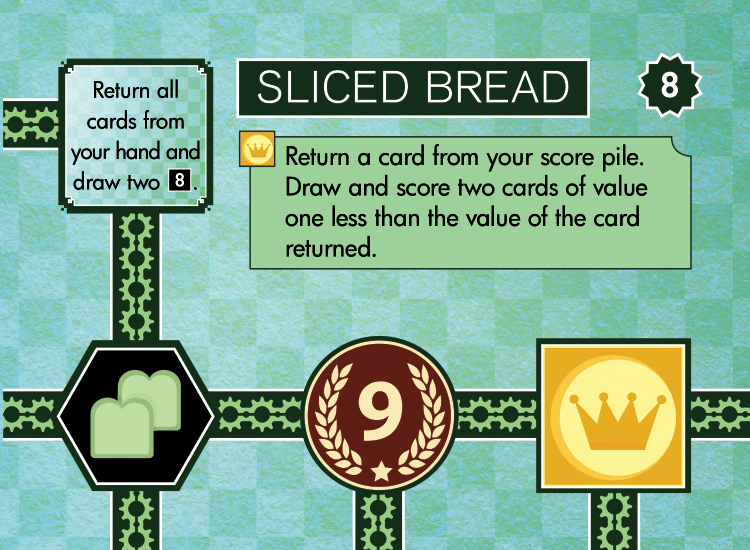 Return all
cards from
your hand and
draw two 8.
SLICED BREAD
8
Return a card from your score pile.
Draw and score two cards of value
one less than the value of the card
returned.
9